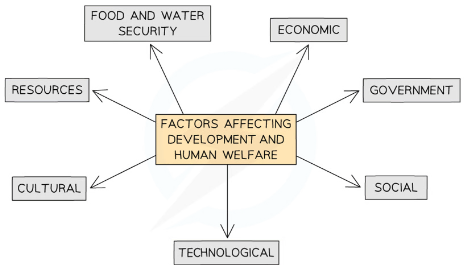 FOOD AND WATER
SECURITY
ECONOMIC
RESOURCES
GOVERNMENT
FACTORS AFFECTING
DEVELOPMENT AND
HUMAN WELFARE
CULTURAL
SOCIAL
TECHNOLOGICAL